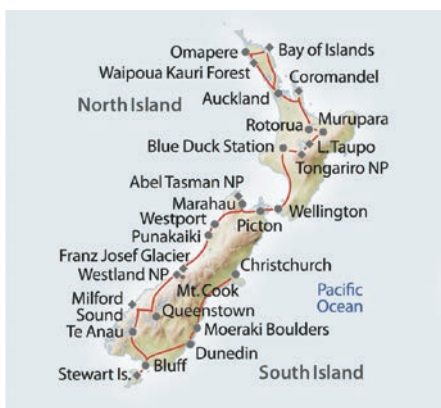 Omapere
Bay of Islands
Waipoua Kauri Forest
Coromandel
Auckland
North Island
Rotorua
Murupara
Blue Duck Station
L.Taupo
Tongariro NP
Abel Tasman NP
Marahau
Wellington
Westport
Picton
Punakaiki
Franz Josef Glacier
Christchurch
Westland NP
Mt. Cook
Pacific
Ocean
Milford
Sound
Queenstown
Te Anau
Moeraki Boulders
Dunedin
Bluff
Stewart Is.
South Island